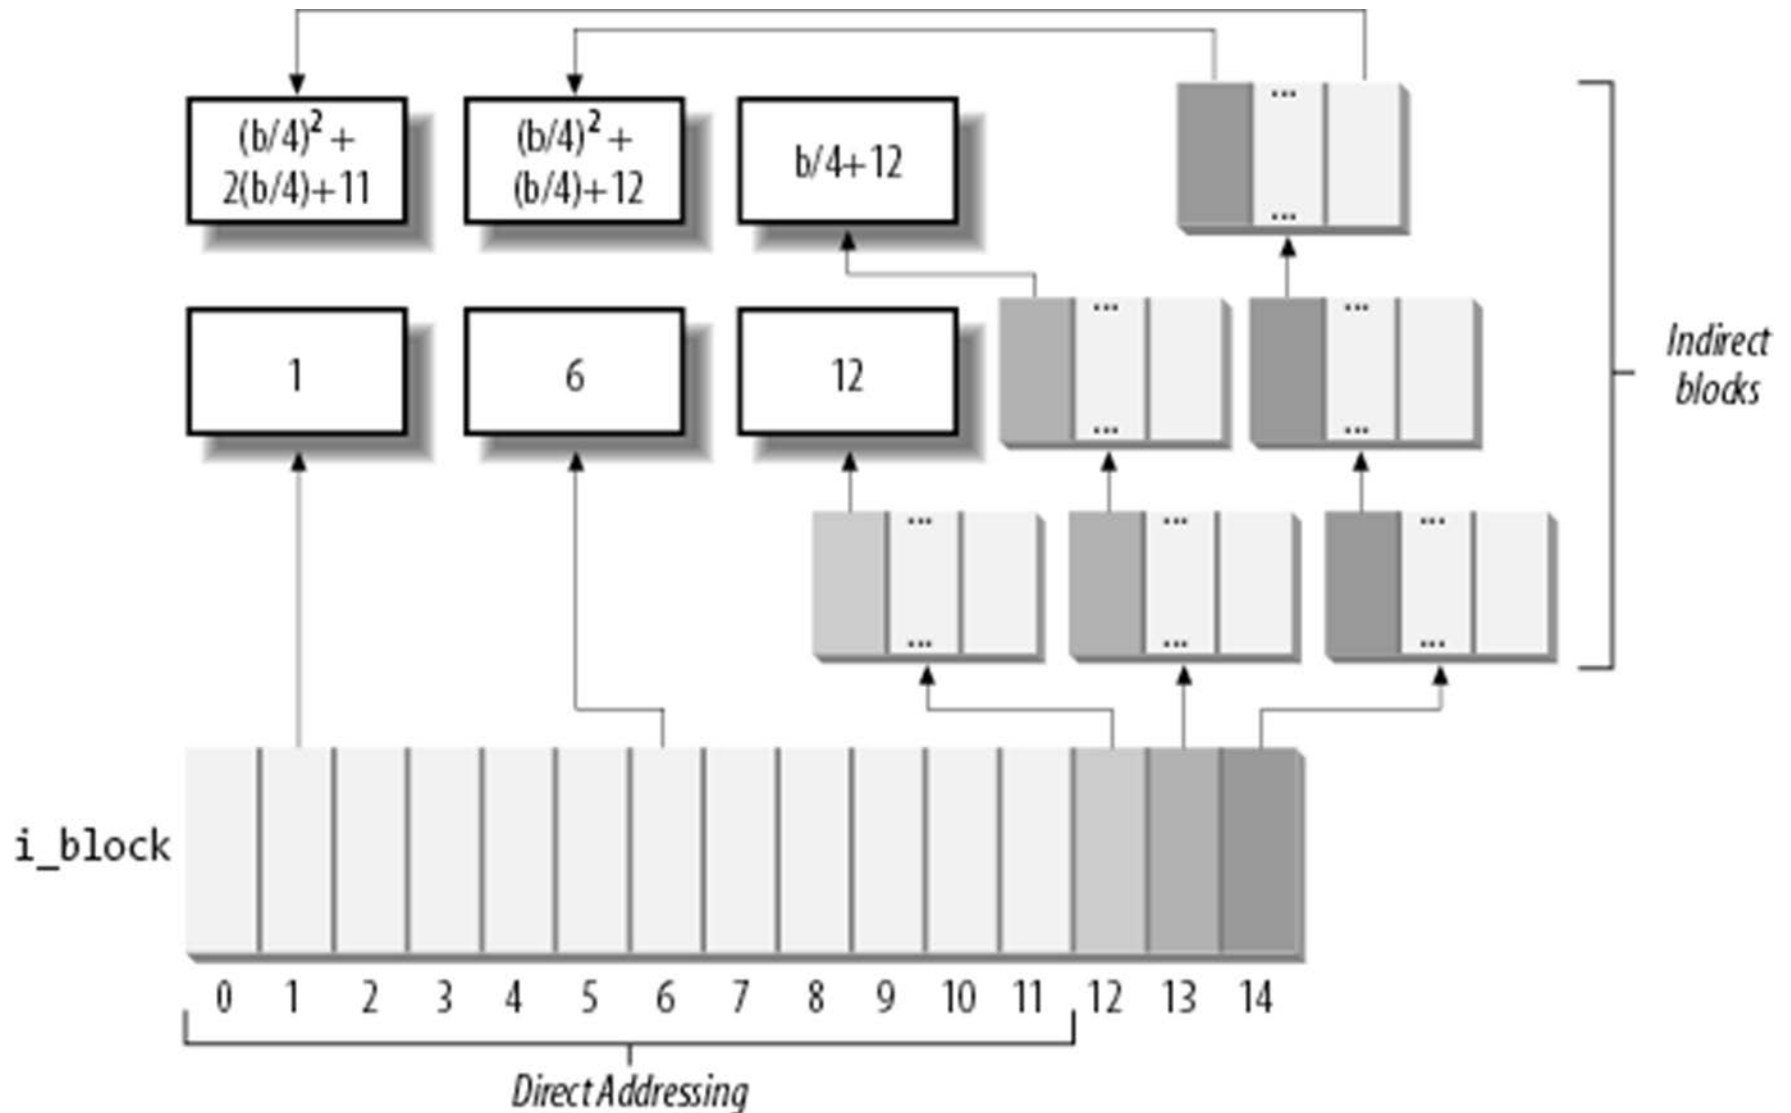 (b/4)² +
2(b/4)+11
(b/4)² +
(b/4)+12
b/4+12
...
...
1
6
12
...
...
...
...
Indirect
blocks
...
...
...
...
...
...
i_block
0 1 2 3 4 5 6 7 8 9 10 11 12 13 14
Direct Addressing